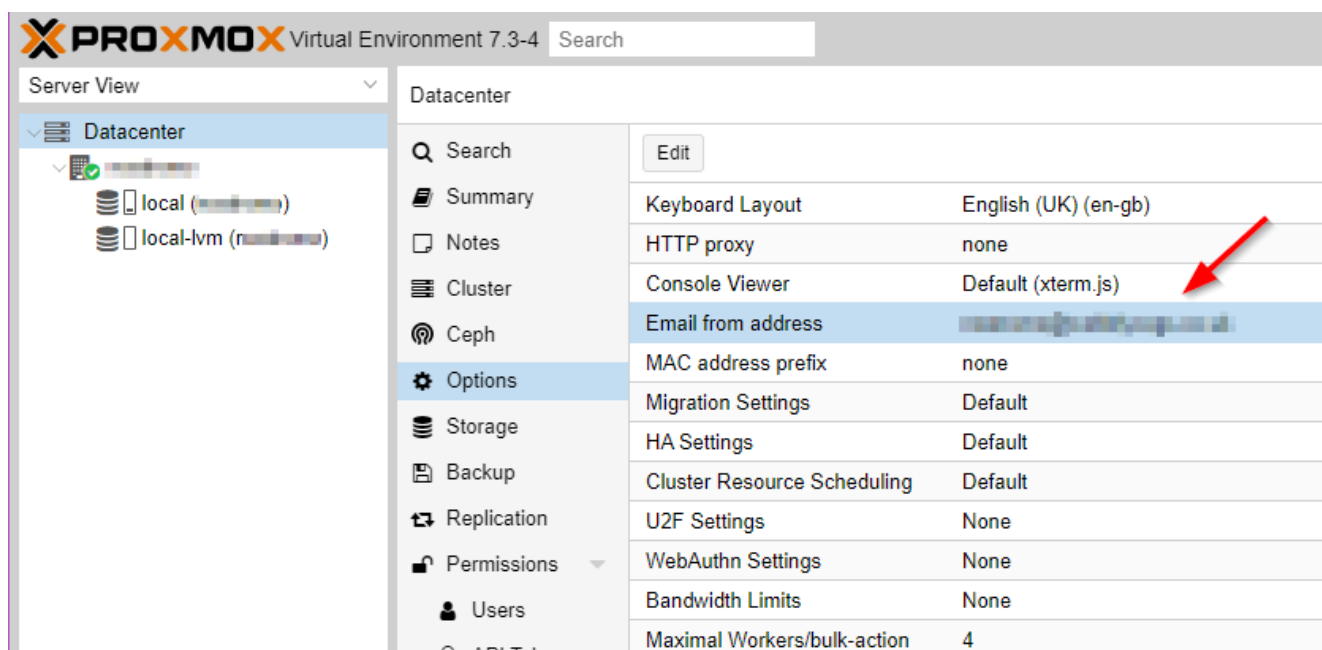 PROXMOX Virtual Environment 7.3-4 Search
Server View
Datacenter
local ( )
local-lvm ( )
Datacenter
Search
Summary
Notes
Cluster
Ceph
Options
Storage
Backup
Replication
Permissions
Users
Edit
Keyboard Layout English (UK) (en-gb)
HTTP proxy none
Console Viewer Default (xterm.js)
Email from address
MAC address prefix none
Migration Settings Default
HA Settings Default
Cluster Resource Scheduling Default
U2F Settings None
WebAuthn Settings None
Bandwidth Limits None
Maximal Workers/bulk-action 4